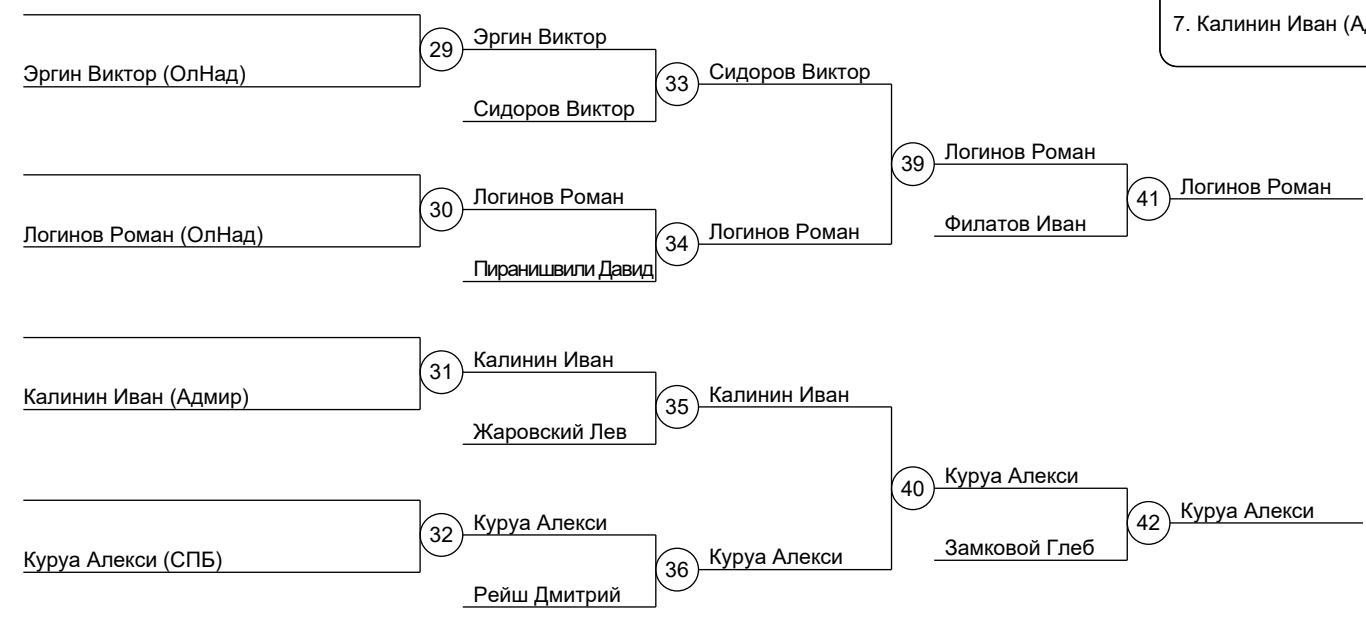 7. Калинин Иван (Ад
29
Эргин Виктор
Эргин Виктор (ОлНад)
33
Сидоров Виктор
Сидоров Виктор
39
Логинов Роман
30
Логинов Роман
41
Логинов Роман
Логинов Роман (ОлНад)
34
Логинов Роман
Филатов Иван
Пиранишвили Давид
31
Калинин Иван
Калинин Иван (Адмир)
35
Калинин Иван
Жаровский Лев
40
Куруа Алекси
32
Куруа Алекси
42
Куруа Алекси
Куруа Алекси (СПБ)
36
Куруа Алекси
Замковой Глеб
Рейш Дмитрий